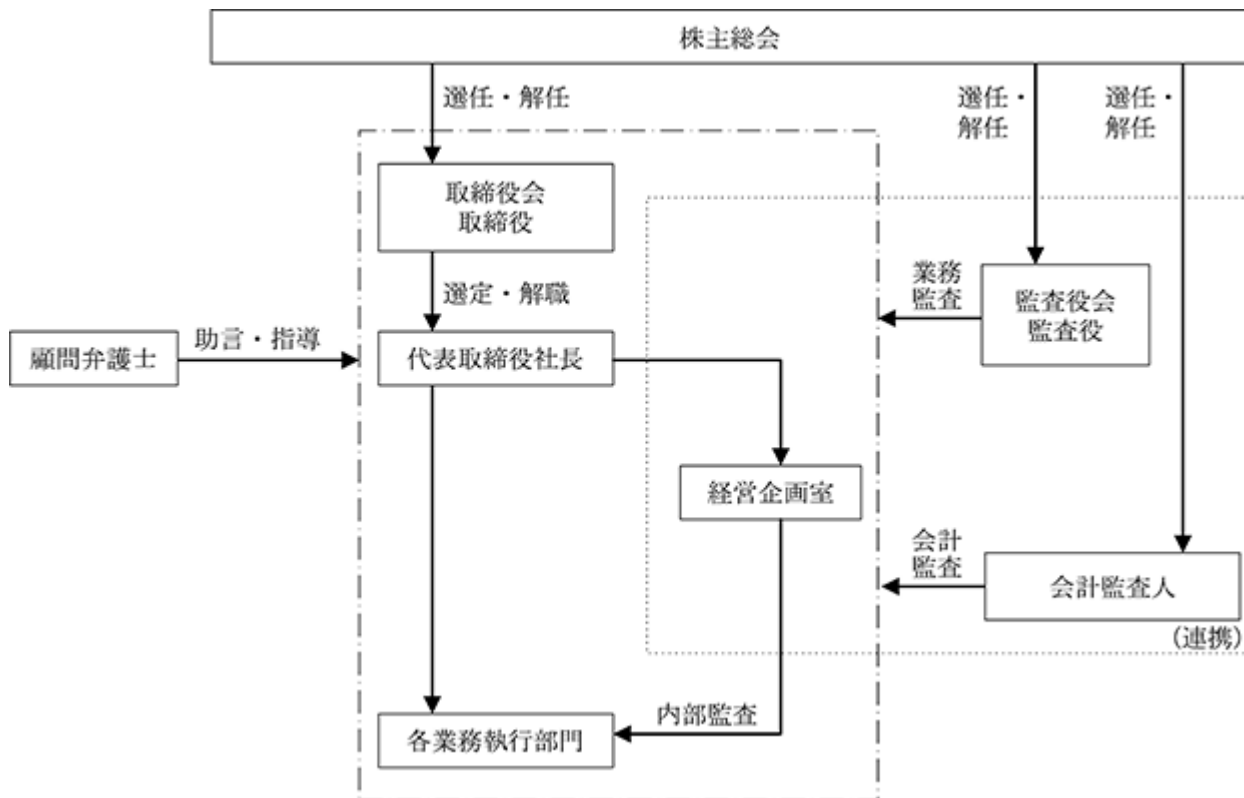 株主総会
選任・解任
選任・
解任
選任・
解任
取締役会
取締役
選定・解職
業務
監査
監査役会
監査役
顧問弁護士
助言・指導
代表取締役社長
経営企画室
会計
監査
会計監査人
(連携)
内部監査
各業務執行部門